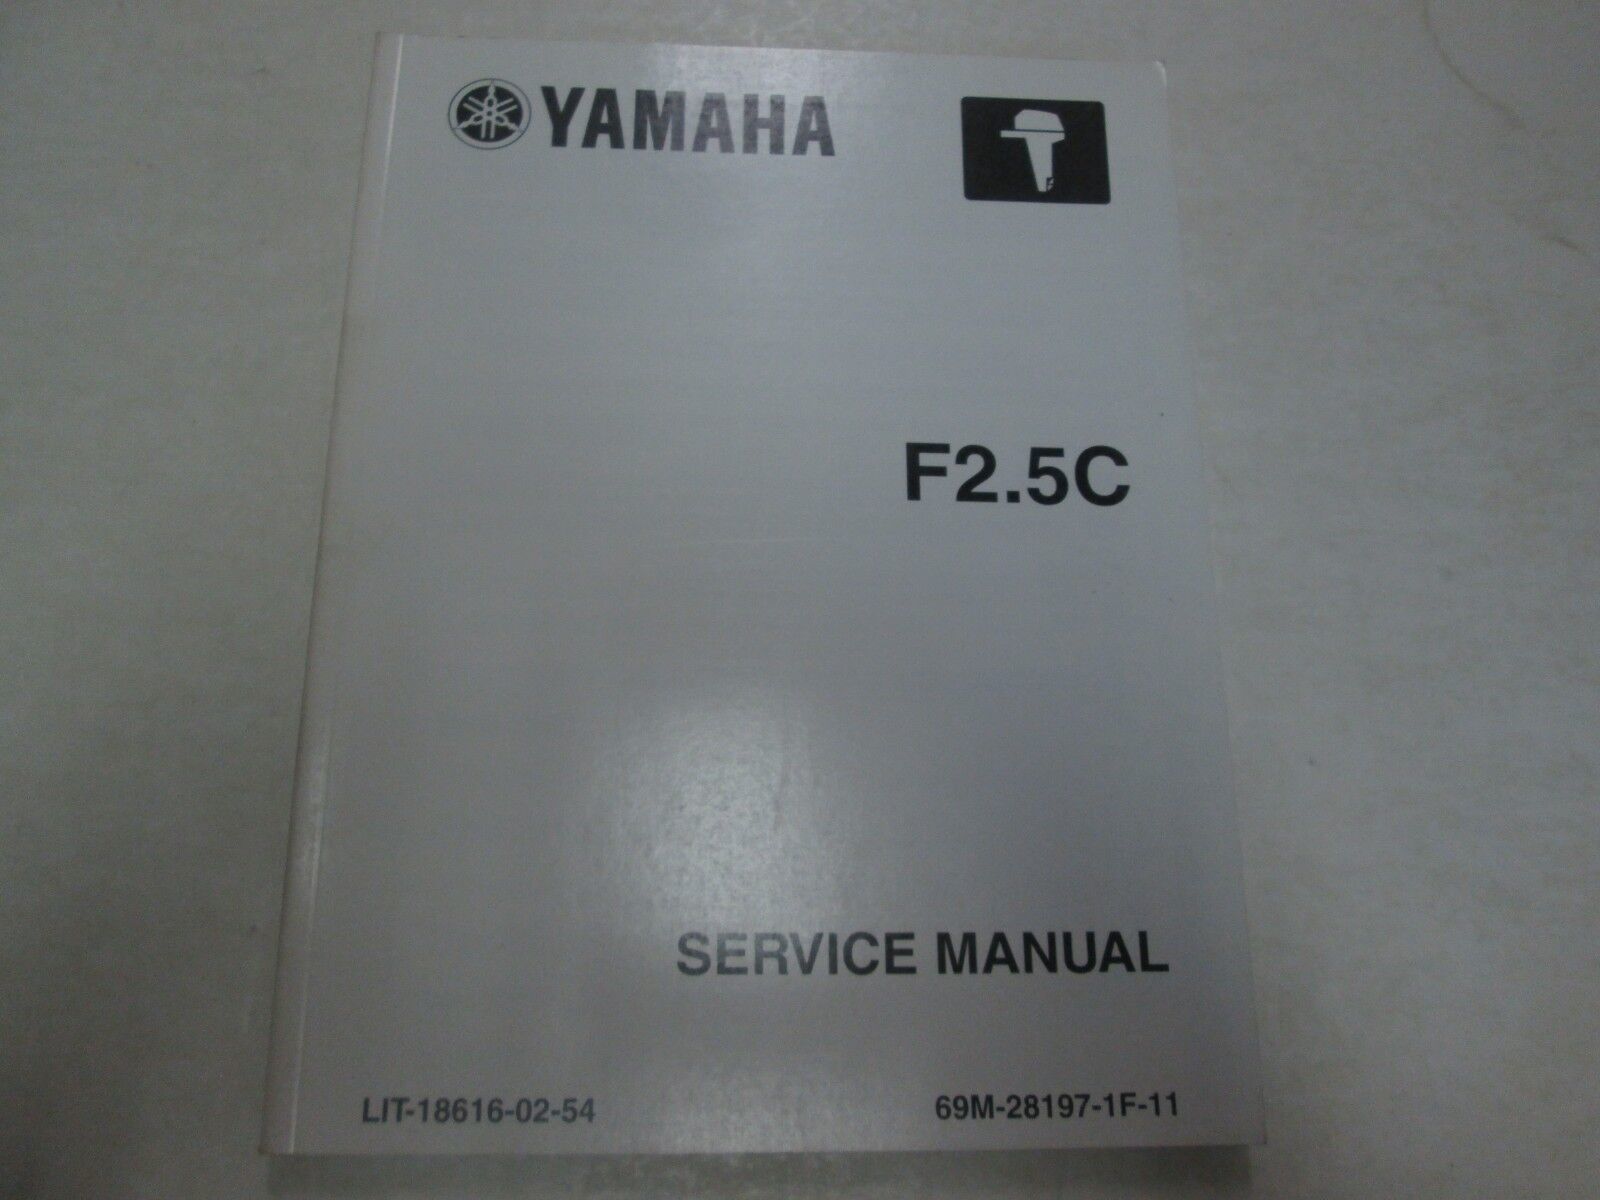 YAMAHA
F2.5C
SERVICE MANUAL
LIT-18616-02-54
69M-28197-1F-11